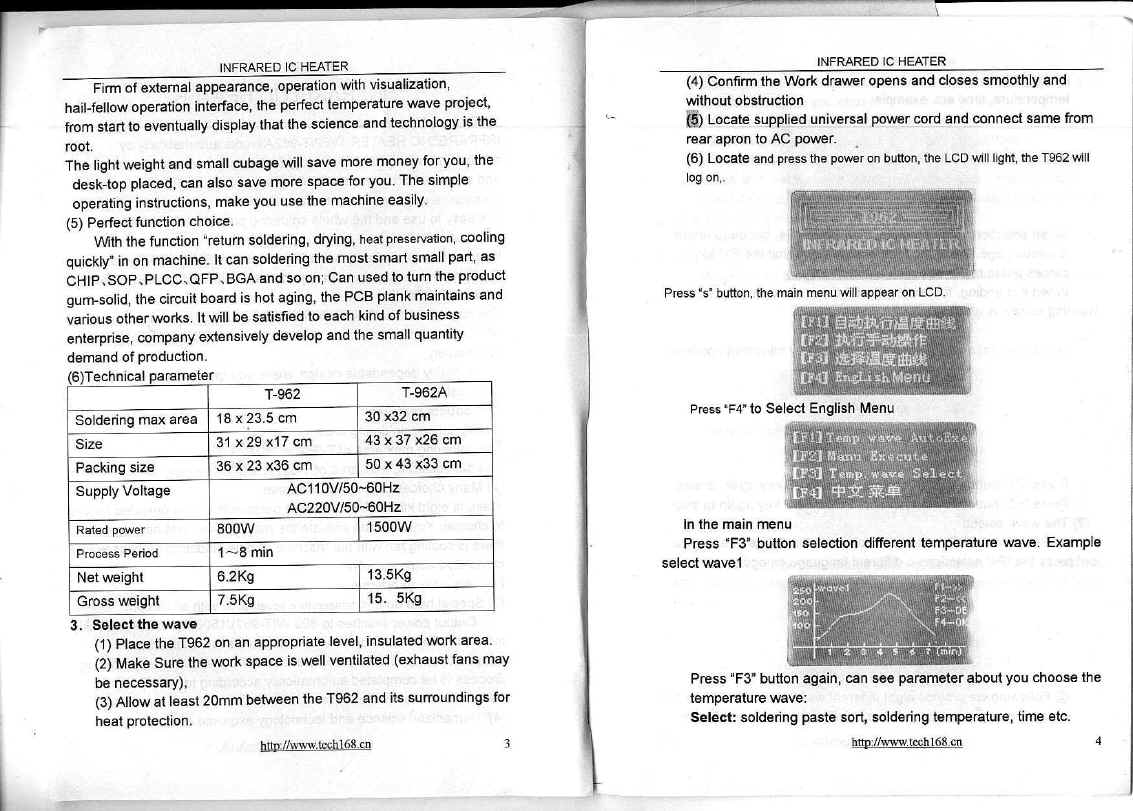 INFRARED IC HEATER
Firm of external appearance, operation with visualization,
hail-fellow operation interface, the perfect temperature wave project,
from start to eventually display that the science and technology is the
root.
The light weight and small cubage will save more money for you, the
desk-top placed, can also save more space for you. The simple
operating instructions, make you use the machine easily.
(5) Perfect function choice.
With the function "return soldering, drying, heat preservation, cooling
quickly" in on machine. It can soldering the most smart small part, as
CHIP、SOP、PLCC、QFP、BGA and so on; Can used to turn the product
gum-solid, the circuit board is hot aging, the PCB plank maintains and
various other works. It will be satisfied to each kind of business
enterprise, company extensively develop and the small quantity
demand of production.
(6)Technical parameter
T-962 T-962A
Soldering max area 18 x 23.5 cm 30 x32 cm
Size 31 x 29 x17 cm 43 x 37 x26 cm
Packing size 36 x 23 x36 cm 50 x 43 x33 cm
Supply Voltage AC110V/50~60Hz
AC220V/50~60Hz
Rated power 800W 1500W
Process Period 1～8 min
Net weight 6.2Kg 13.5Kg
Gross weight 7.5Kg 15. 5Kg
3. Select the wave
(1) Place the T962 on an appropriate level, insulated work area.
(2) Make Sure the work space is well ventilated (exhaust fans may
be necessary);
(3) Allow at least 20mm between the T962 and its surroundings for
heat protection.
http://www.tech168.cn 3
INFRARED IC HEATER
(4) Confirm the Work drawer opens and closes smoothly and
without obstruction
(5) Locate supplied universal power cord and connect same from
rear apron to AC power.
(6) Locate and press the power on button, the LCD will light, the T962 will
log on,.
T962
INFRARED IC HEATER
Press "s" button, the main menu will appear on LCD.
[F1] 自动执行温度曲线
[F2] 执行手动操作
[F3] 选择温度曲线
[F4] English Menu
Press "F4" to Select English Menu
[F1] Temp wave AutoExe
[F2] Manu Execute
[F3] Temp wave Select
[F4] 中文菜单
In the main menu
Press "F3" button selection different temperature wave. Example
select wave1
250 wave1
200
150 F3-DE
100 F4-OK
1 2 3 4 5 6 7 (min)
Press "F3" button again, can see parameter about you choose the
temperature wave:
Select: soldering paste sort, soldering temperature, time etc.
http://www.tech168.cn 4